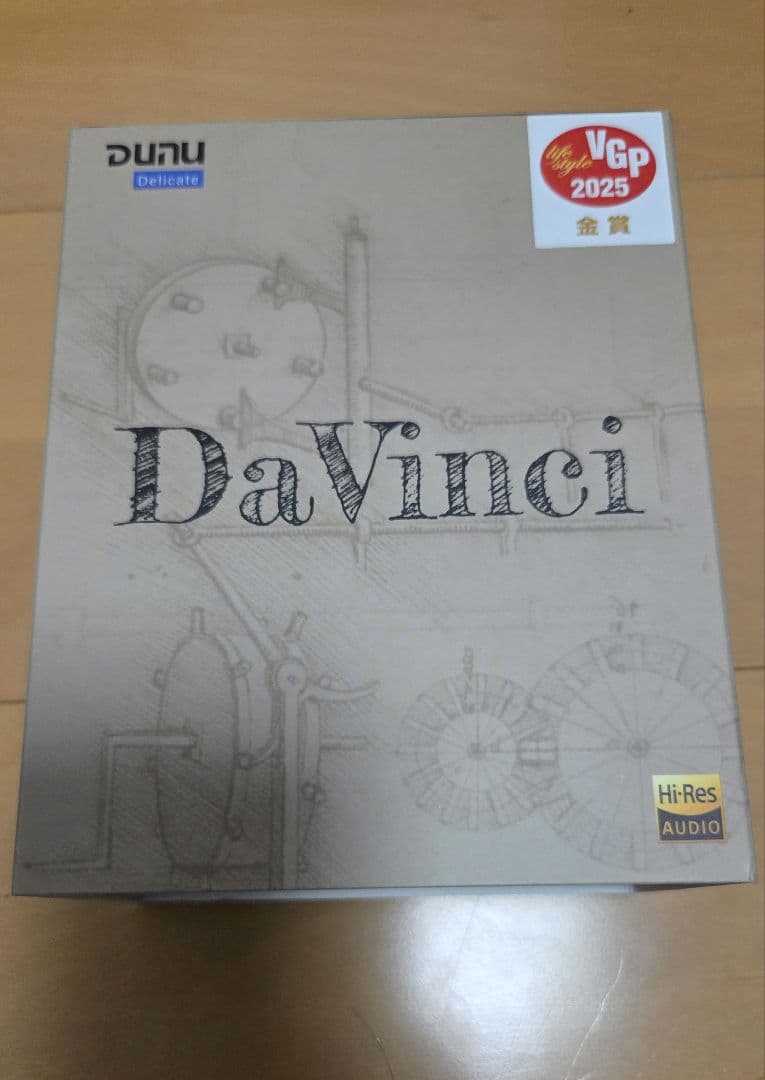 DUNU
Delicate
life style
VGP
2025
金賞
DaVinci
Hi-Res
AUDIO